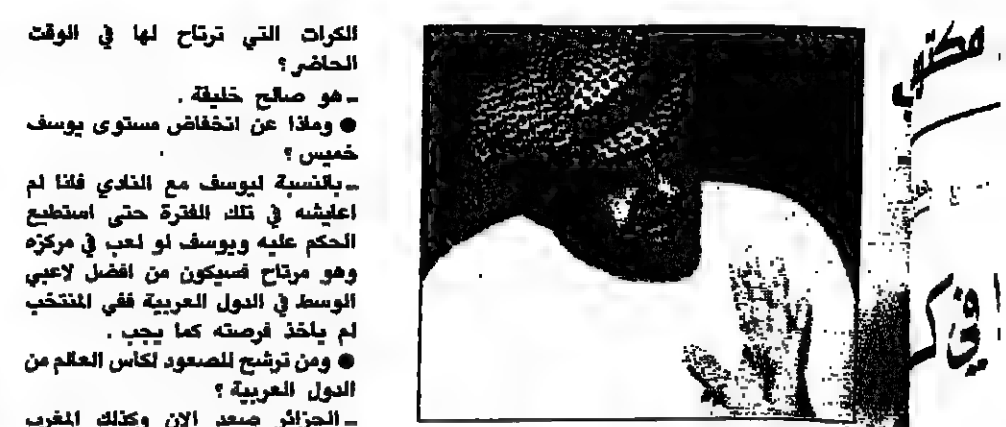 الكرات التي ترتاح لها في الوقت
الحاضر ؟
ـ هو صالح خليفة .
● وماذا عن انخفاض مستوى يوسف
خميس ؟
ـ بالنسبة ليوسف مع النادي فانا لم
اعايشه في تلك الفترة حتى استطيع
الحكم عليه ويوسف لو لعب في مركزه
وهو مرتاح فسيكون من افضل لاعبي
الوسط في الدول العربية ففي المنتخب
لم ياخذ فرصته كما يجب .
● ومن ترشح للصعود لكأس العالم من
الدول العربية ؟
ـ الجزائر صعد الان وكذلك المغرب